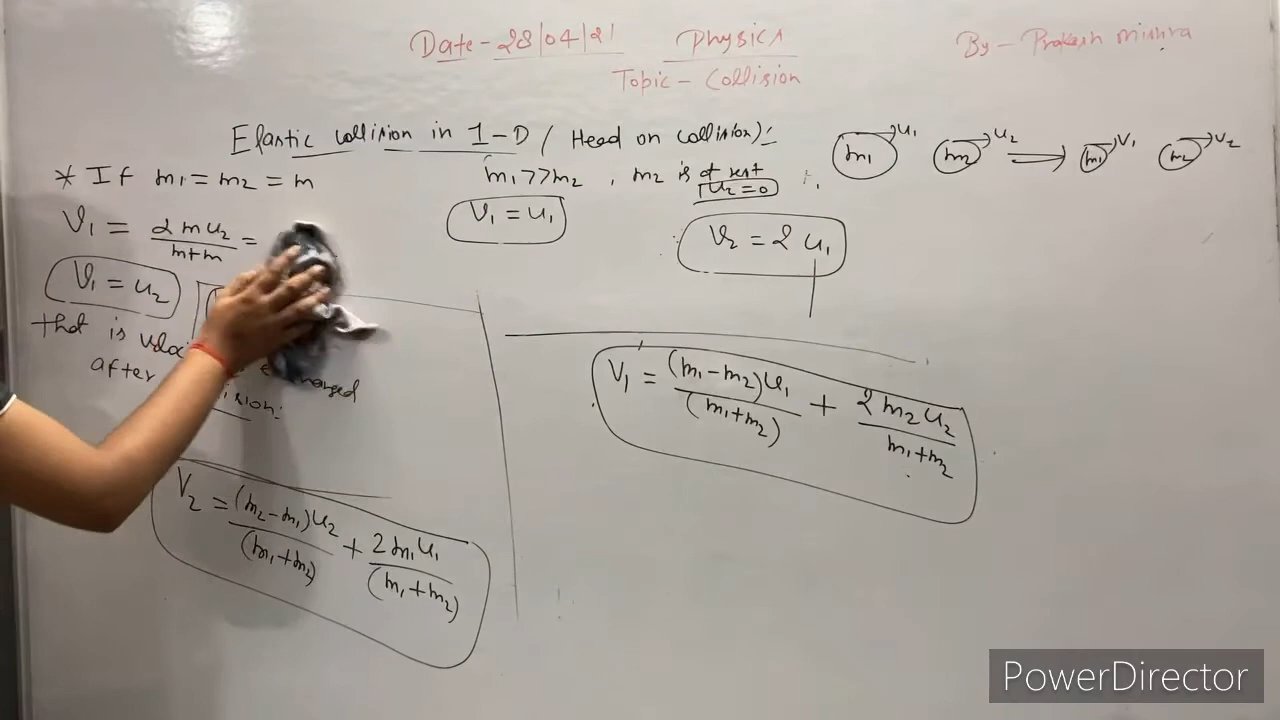 Date - 28/04/21 Physics By - Prakash mishra
Topic - Collision
Elastic collision in 1-D / Head on collision):
* If m1 = m2 = m
m1 >> m2 , m2 is at rest
u2 = 0
m1 u1 m2 u2 ⟹ m1 V1 m2 V2
V1 = 2mu2/m+m =
V1 = u1
V2 = 2 u1
V1 = u2
that is
after
V1 = (m1-m2)u1/(m1+m2) + 2m2u2/m1+m2
V2 = (m2-m1)u2/(m1+m2) + 2m1u1/(m1+m2)
PowerDirector